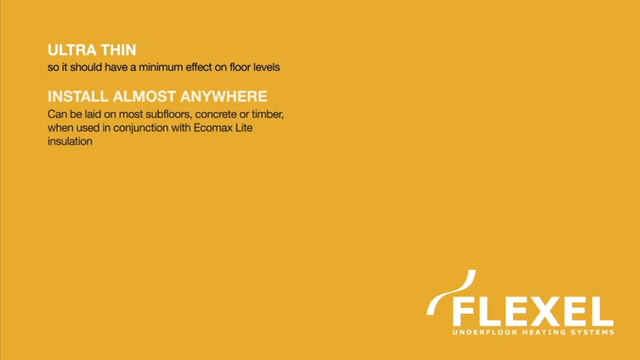 ULTRA THIN
so it should have a minimum effect on floor levels
INSTALL ALMOST ANYWHERE
Can be laid on most subfloors, concrete or timber,
when used in conjunction with Ecomax Lite
insulation
FLEXEL
UNDERFLOOR HEATING SYSTEMS